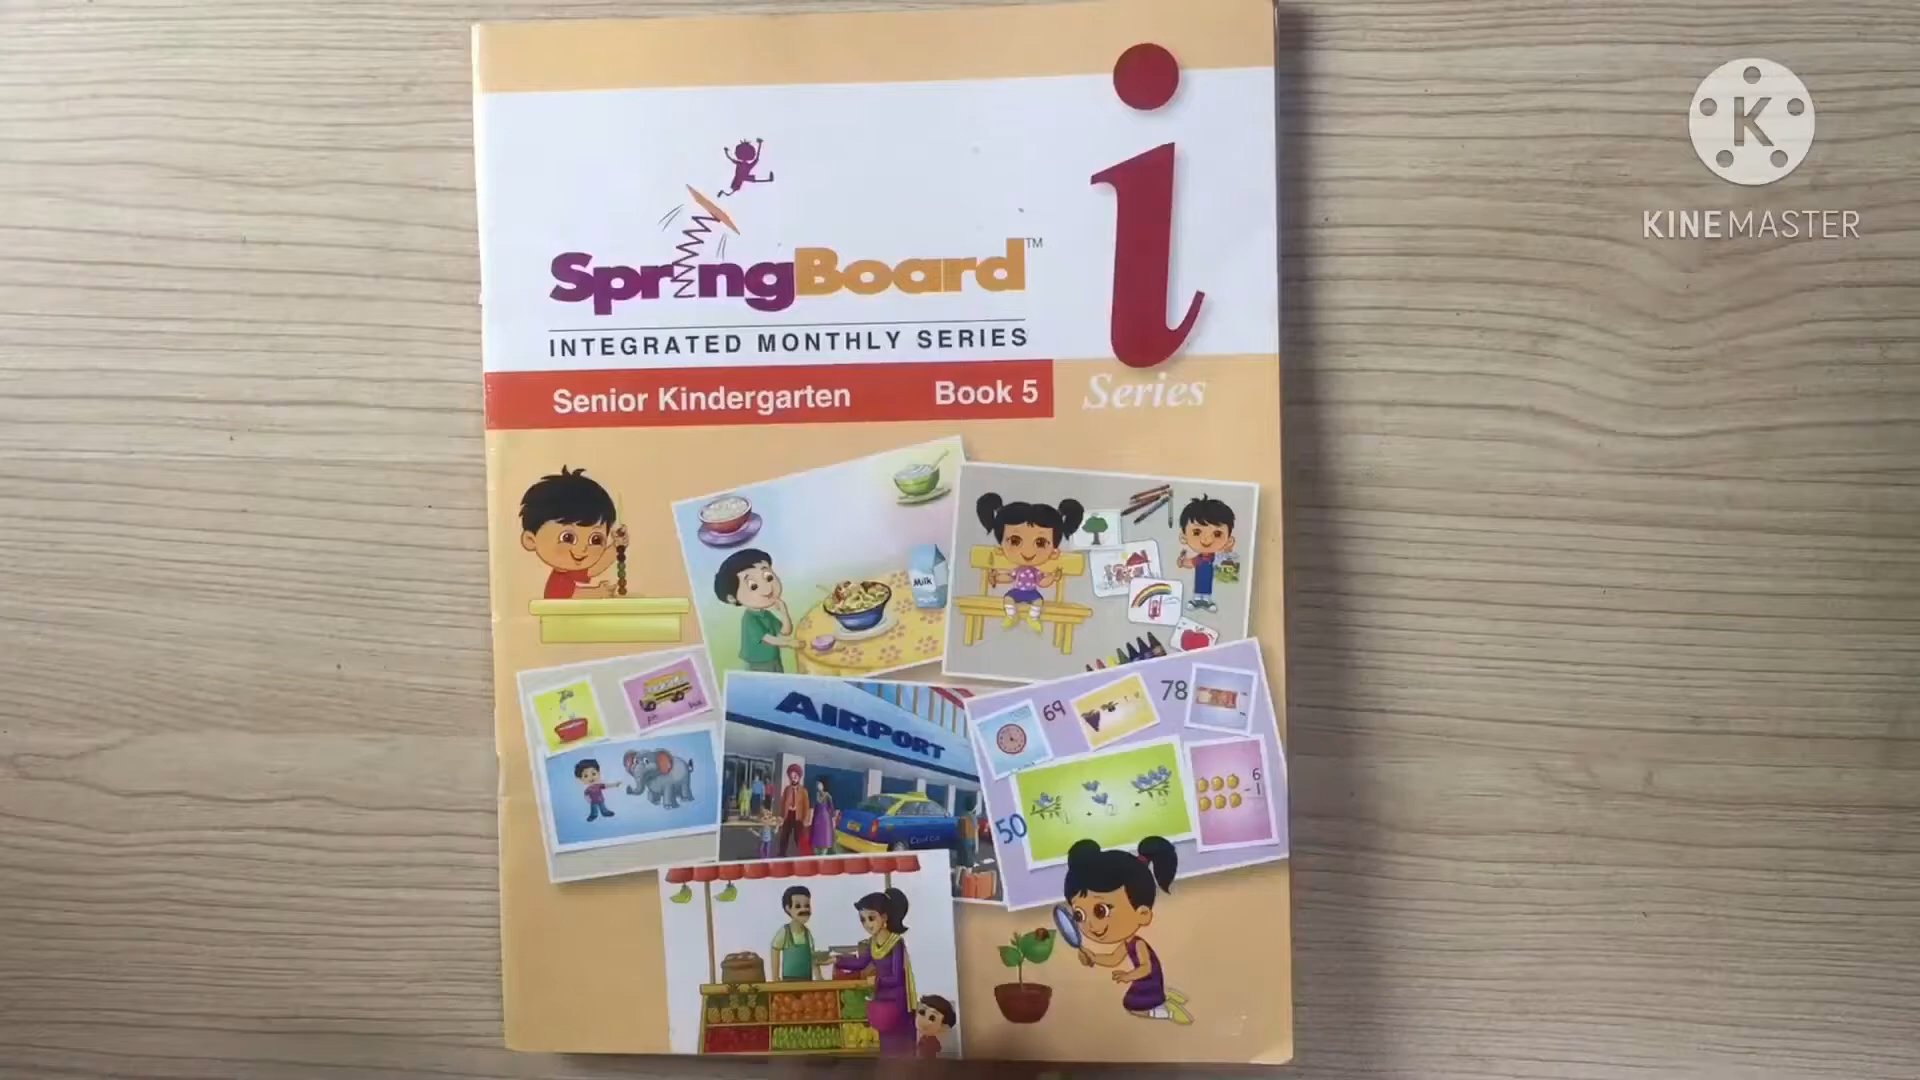 K
KINEMASTER
i
SpringBoard™
INTEGRATED MONTHLY SERIES
Senior Kindergarten Book 5
Series
Milk
AIRPORT
69
78
50
6
-1